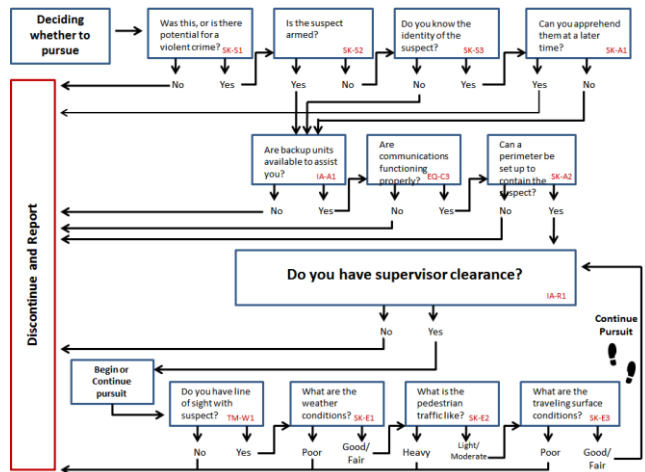 Deciding
whether to
pursue
Was this, or is there
potential for a
violent crime?
SK-S1
No
Yes
Is the suspect
armed?
SK-S2
Yes
No
Do you know the
identity of the
suspect?
SK-S3
No
Yes
Can you apprehend
them at a later
time?
SK-A1
Yes
No
Discontinue and Report
Are backup units
available to assist
you?
IA-A1
No
Yes
Are
communications
functioning
properly?
EQ-C3
No
Yes
Can a
perimeter be
set up to
contain the
suspect?
SK-A2
No
Yes
Do you have supervisor clearance?
IA-R1
No
Yes
Continue
Pursuit
Begin or
Continue
pursuit
Do you have line
of sight with
suspect?
TM-W1
No
Yes
What are the
weather
conditions?
SK-E1
Poor
Good/
Fair
What is the
pedestrian
traffic like?
SK-E2
Heavy
Light/
Moderate
What are the
traveling surface
conditions?
SK-E3
Poor
Good/
Fair